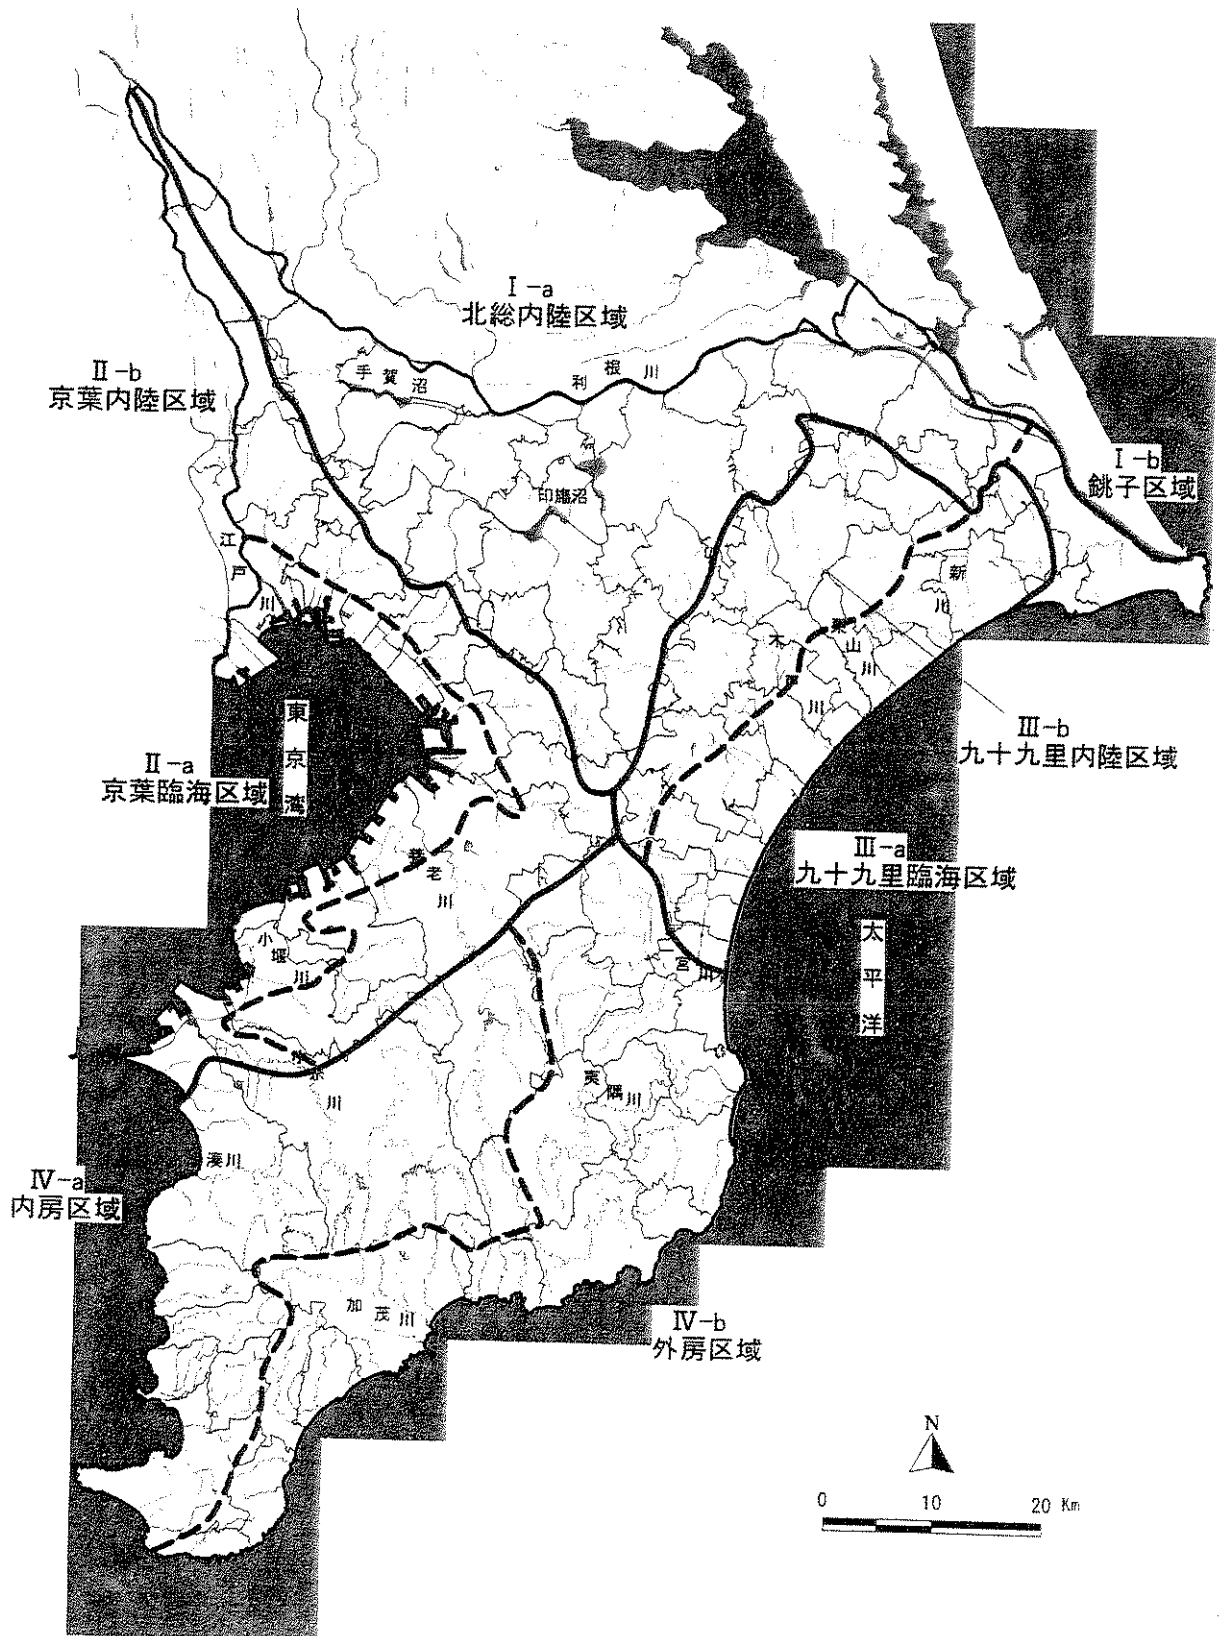 Ⅰ-a
北総内陸区域
Ⅱ-b
京葉内陸区域
手賀沼
利根川
Ⅰ-b
銚子区域
印旛沼
江戸川
新川
栗山川
木戸川
東京湾
Ⅲ-b
九十九里内陸区域
Ⅱ-a
京葉臨海区域
Ⅲ-a
九十九里臨海区域
養老川
太平洋
小堰川
一宮川
小糸川
夷隅川
湊川
Ⅳ-a
内房区域
加茂川
Ⅳ-b
外房区域
N
0 10 20 Km